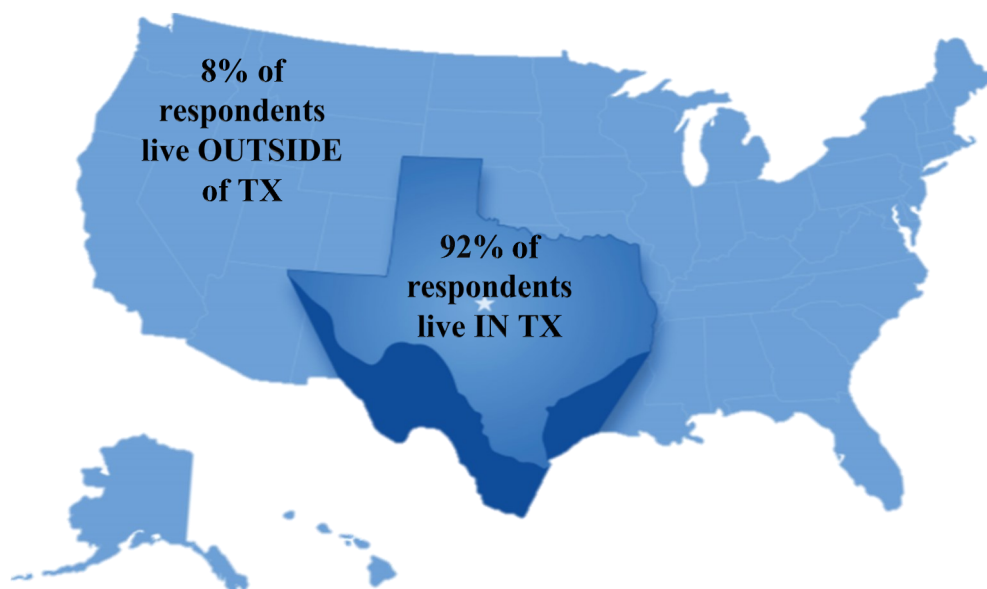 8% of
respondents
live OUTSIDE
of TX
92% of
respondents
live IN TX